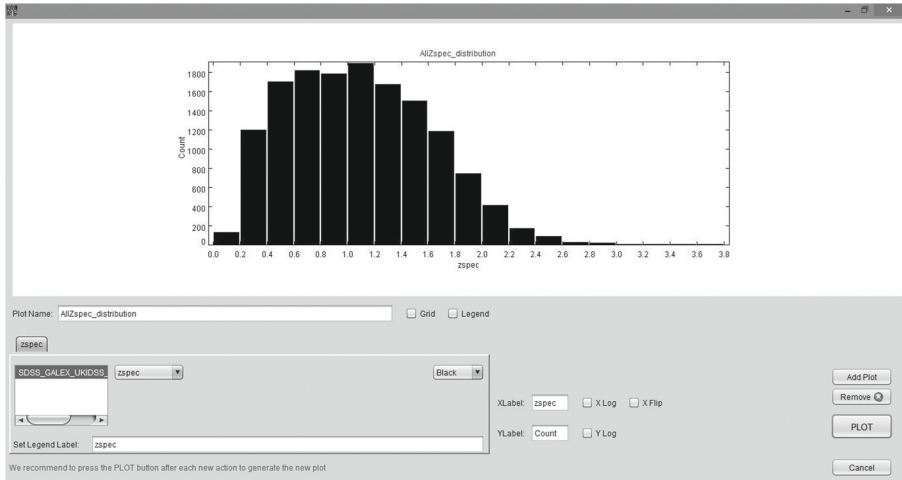 AllZspec_distribution
1800
1600
1400
1200
1000
800
600
400
200
0
Count
0.0 0.2 0.4 0.6 0.8 1.0 1.2 1.4 1.6 1.8 2.0 2.2 2.4 2.6 2.8 3.0 3.2 3.4 3.6 3.8
zspec
Plot Name: AllZspec_distribution Grid Legend
zspec
SDSS_GALEX_UKIDSS_ zspec Black
Set Legend Label: zspec
XLabel: zspec X Log X Flip
YLabel: Count Y Log
Add Plot
Remove
PLOT
Cancel
We recommend to press the PLOT button after each new action to generate the new plot